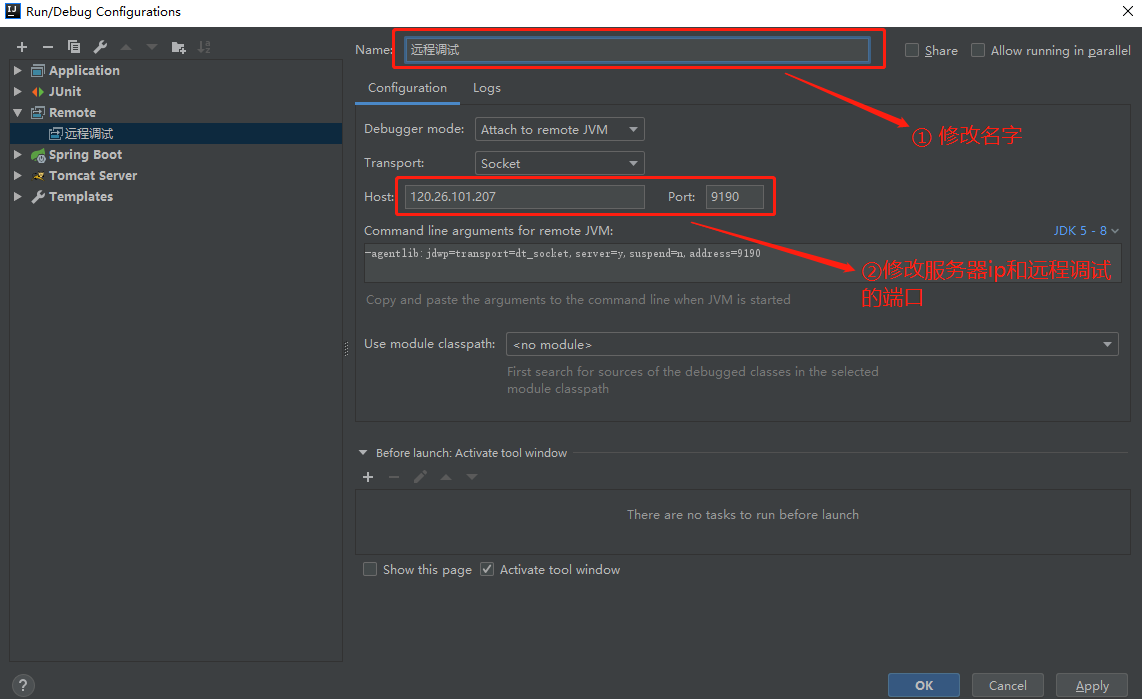 Run/Debug Configurations
Name: 远程调试
Share
Allow running in parallel
Application
JUnit
Remote
远程调试
Spring Boot
Tomcat Server
Templates
Configuration
Logs
① 修改名字
Debugger mode: Attach to remote JVM
Transport: Socket
Host: 120.26.101.207
Port: 9190
Command line arguments for remote JVM:
JDK 5 - 8
-agentlib:jdwp=transport=dt_socket,server=y,suspend=n,address=9190
②修改服务器ip和远程调试
的端口
Copy and paste the arguments to the command line when JVM is started
Use module classpath: <no module>
First search for sources of the debugged classes in the selected
module classpath
Before launch: Activate tool window
There are no tasks to run before launch
Show this page
Activate tool window
?
OK
Cancel
Apply